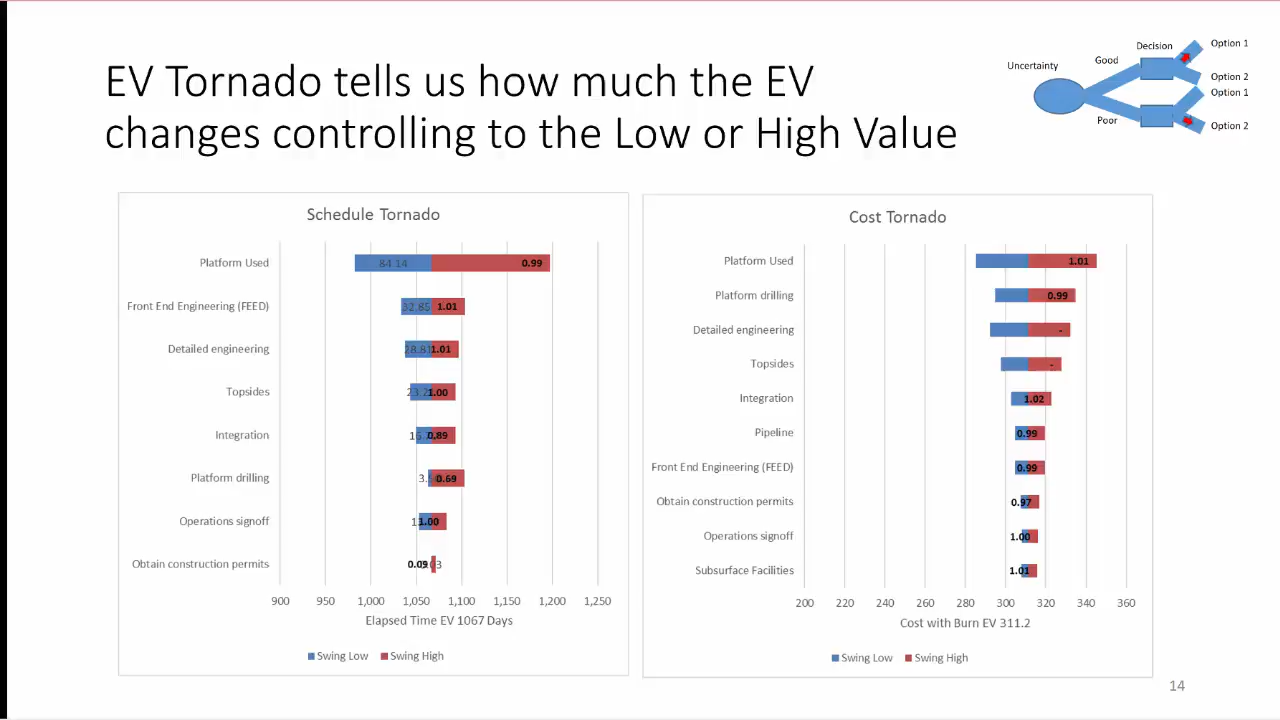 EV Tornado tells us how much the EV
changes controlling to the Low or High Value
Uncertainty
Good
Poor
Decision
Option 1
Option 2
Option 1
Option 2
Schedule Tornado
Platform Used
84.14
0.99
Front End Engineering (FEED)
32.85
1.01
Detailed engineering
1.01
Topsides
1.00
Integration
0.89
Platform drilling
0.69
Operations signoff
1.00
Obtain construction permits
0.09
900 950 1,000 1,050 1,100 1,150 1,200 1,250
Elapsed Time EV 1067 Days
Swing Low Swing High
Cost Tornado
Platform Used
1.01
Platform drilling
0.99
Detailed engineering
-
Topsides
-
Integration
1.02
Pipeline
0.99
Front End Engineering (FEED)
0.99
Obtain construction permits
0.97
Operations signoff
1.00
Subsurface Facilities
1.01
200 220 240 260 280 300 320 340 360
Cost with Burn EV 311.2
Swing Low Swing High
14